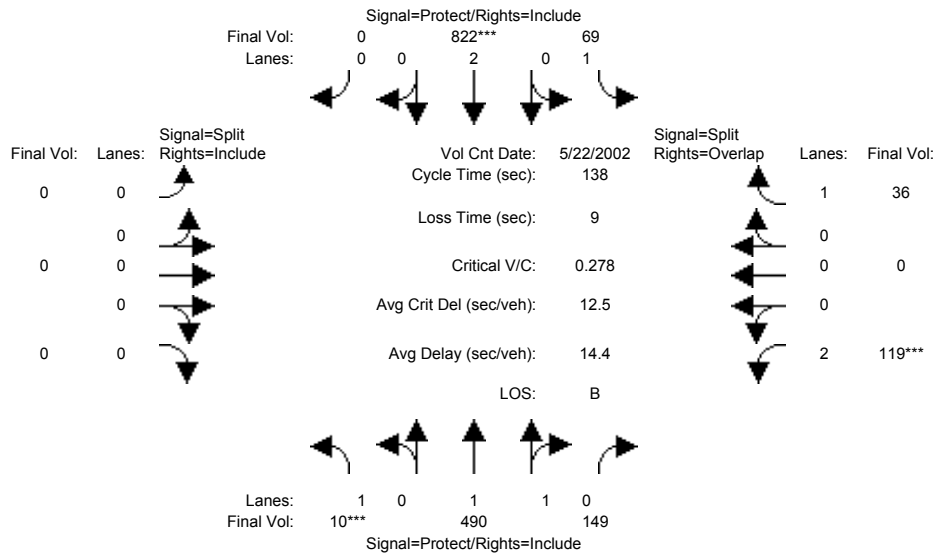 Signal=Protect/Rights=Include
Final Vol: 0 822*** 69
Lanes: 0 0 2 0 1
Signal=Split Signal=Split
Final Vol: Lanes: Rights=Include Vol Cnt Date: 5/22/2002 Rights=Overlap Lanes: Final Vol:
Cycle Time (sec): 138
0 0 1 36
Loss Time (sec): 9
0 0
0 0 Critical V/C: 0.278 0 0
0 Avg Crit Del (sec/veh): 12.5 0
0 0 Avg Delay (sec/veh): 14.4 2 119***
LOS: B
Lanes: 1 0 1 1 0
Final Vol: 10*** 490 149
Signal=Protect/Rights=Include